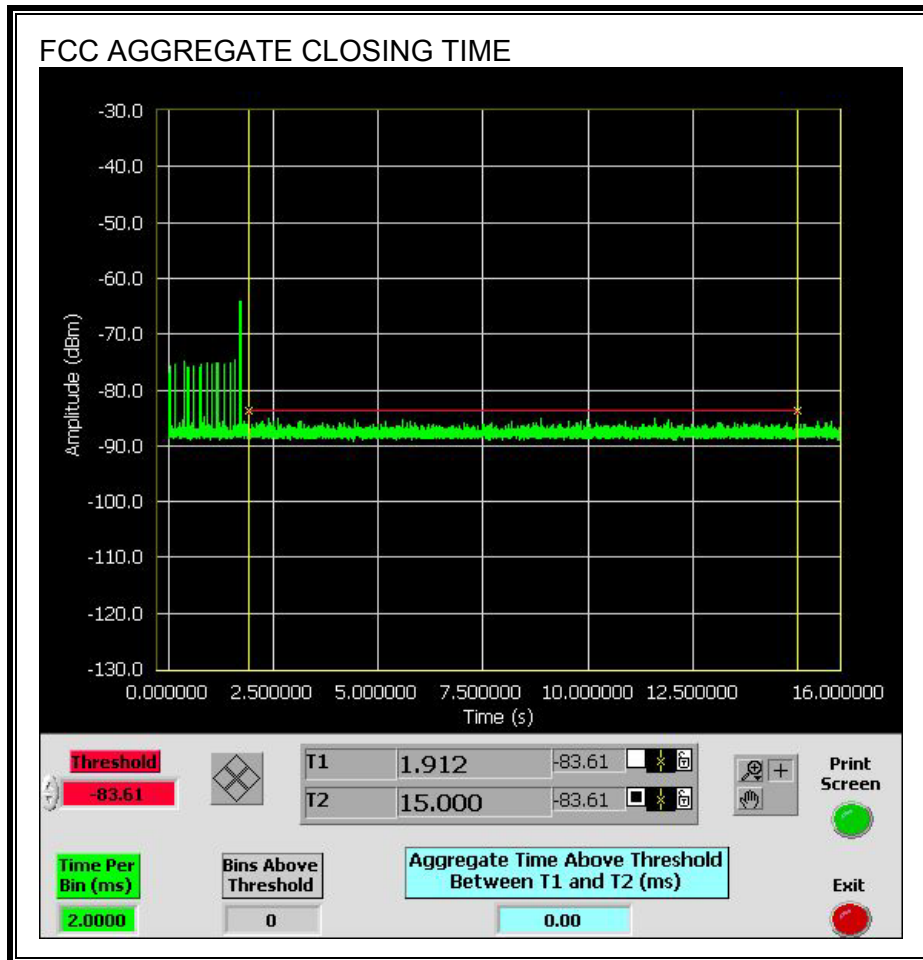 FCC AGGREGATE CLOSING TIME
-30.0
-40.0
-50.0
-60.0
-70.0
-80.0
-90.0
-100.0
-110.0
-120.0
-130.0
Amplitude (dBm)
0.000000 2.500000 5.000000 7.500000 10.000000 12.500000 16.000000
Time (s)
Threshold
-83.61
T1 1.912 -83.61
T2 15.000 -83.61
Print
Screen
Time Per
Bin (ms)
2.0000
Bins Above
Threshold
0
Aggregate Time Above Threshold
Between T1 and T2 (ms)
0.00
Exit